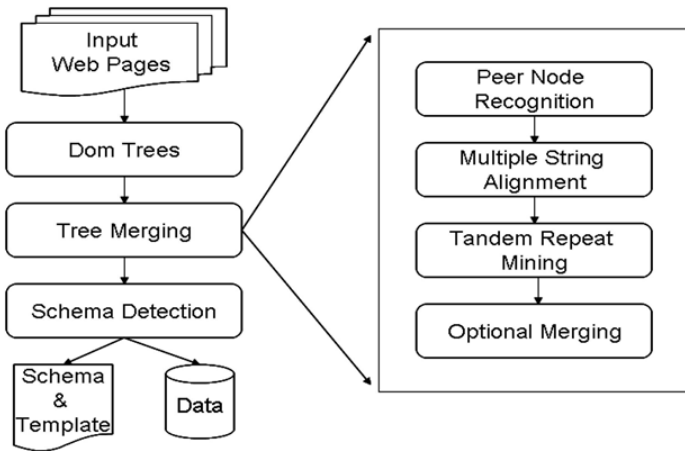 Input
Web Pages
Dom Trees
Tree Merging
Schema Detection
Schema
&
Template
Data
Peer Node
Recognition
Multiple String
Alignment
Tandem Repeat
Mining
Optional Merging